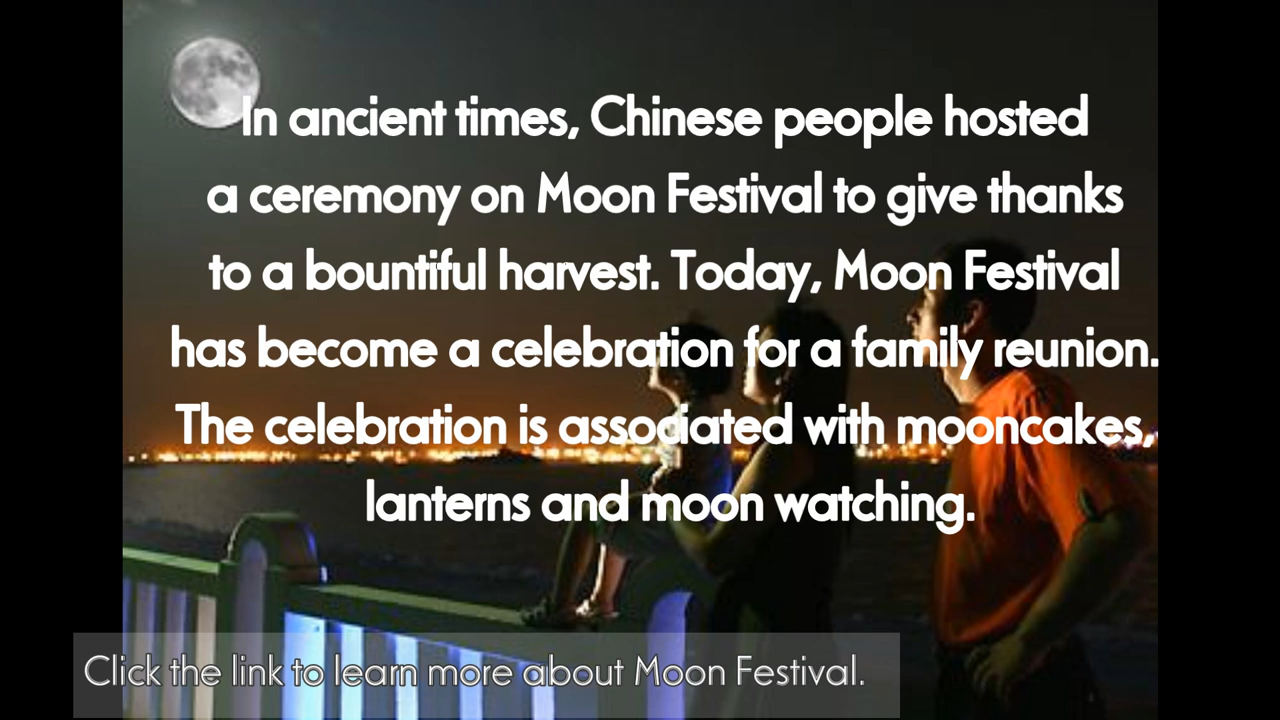 In ancient times, Chinese people hosted
a ceremony on Moon Festival to give thanks
to a bountiful harvest. Today, Moon Festival
has become a celebration for a family reunion.
The celebration is associated with mooncakes,
lanterns and moon watching.
Click the link to learn more about Moon Festival.